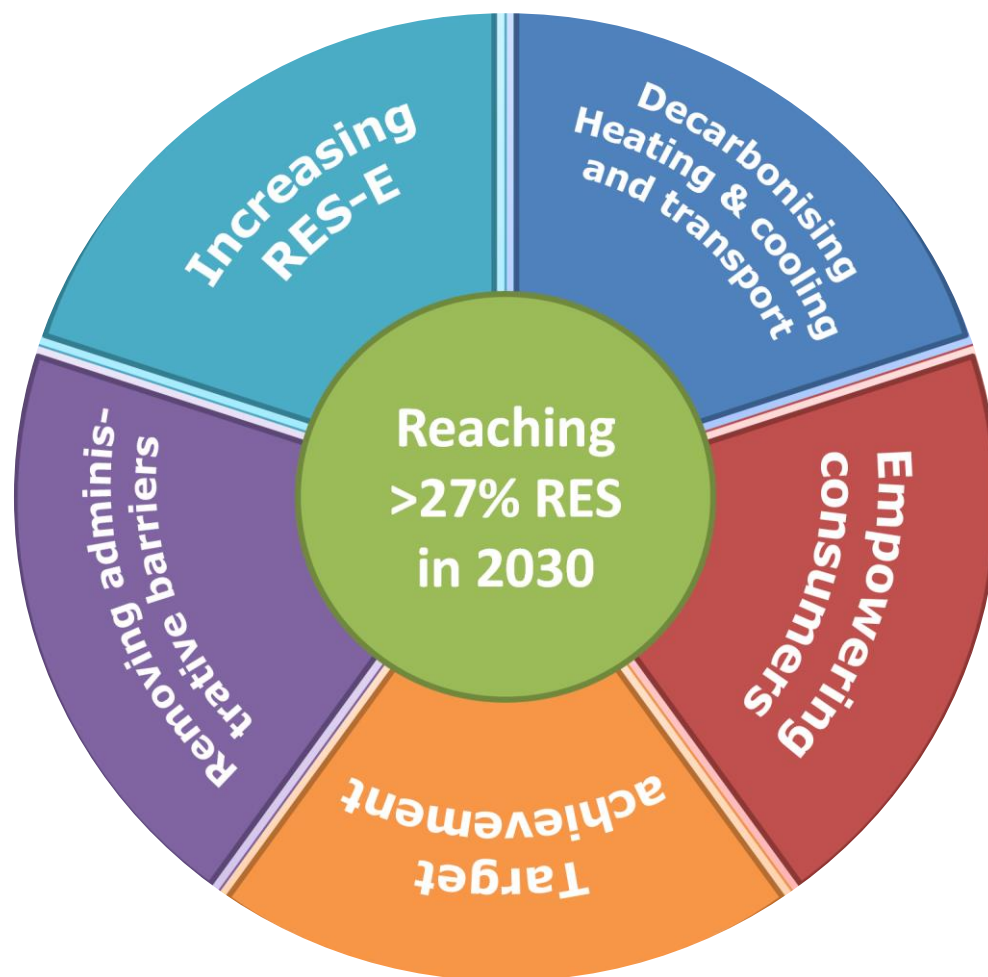 Increasing
RES-E
Decarbonising
Heating & cooling
and transport
Empowering
consumers
Target
achievement
Removing adminis-
trative barriers
Reaching
>27% RES
in 2030